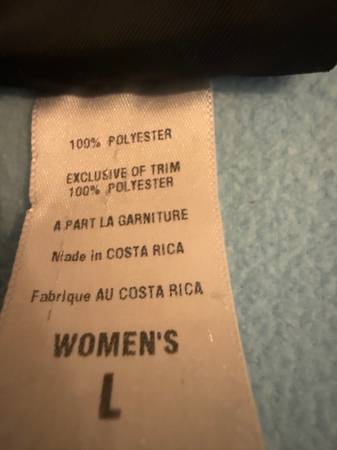 100% POLYESTER
EXCLUSIVE OF TRIM
100% POLYESTER
A PART LA GARNITURE
Made in COSTA RICA
Fabrique AU COSTA RICA
WOMEN'S
L